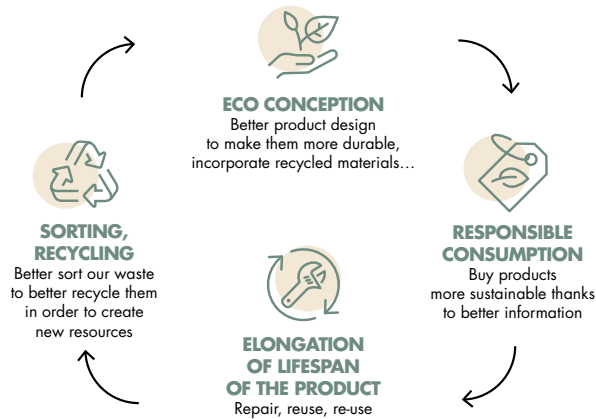 ECO CONCEPTION
Better product design
to make them more durable,
incorporate recycled materials…
RESPONSIBLE
CONSUMPTION
Buy products
more sustainable thanks
to better information
ELONGATION
OF LIFESPAN
OF THE PRODUCT
Repair, reuse, re-use
SORTING,
RECYCLING
Better sort our waste
to better recycle them
in order to create
new resources